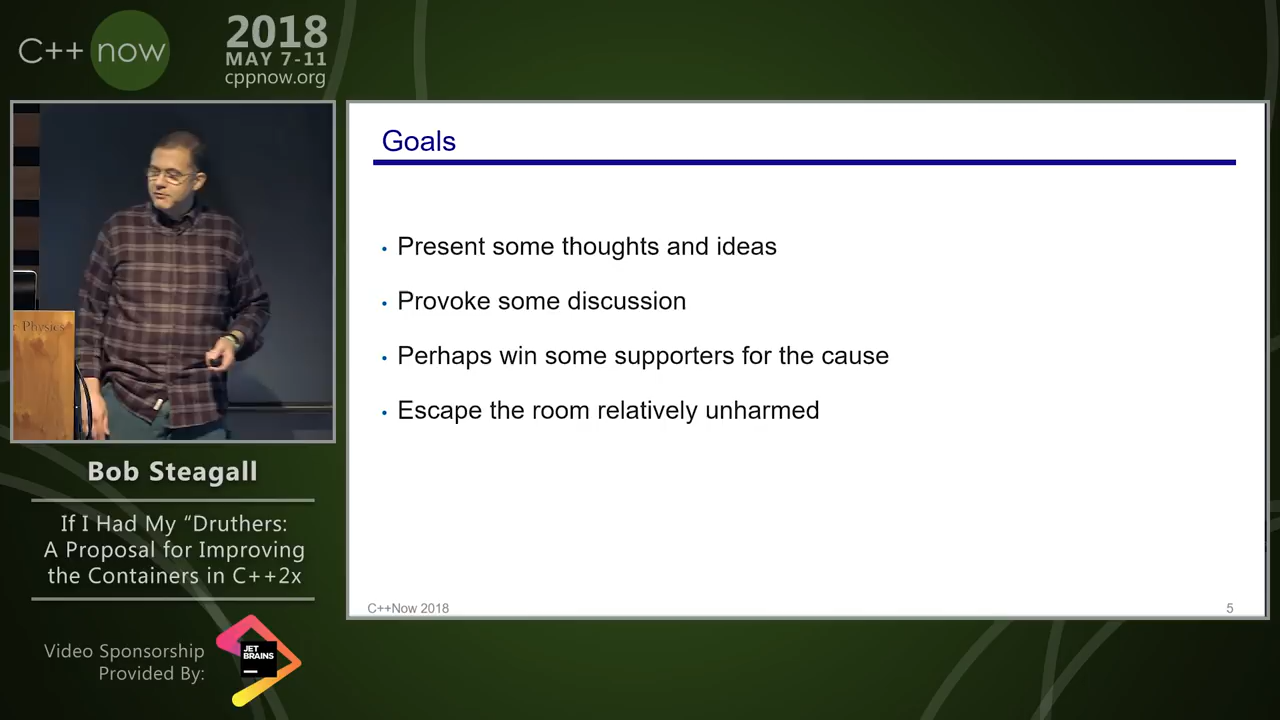 C++ now
2018
MAY 7-11
cppnow.org
r Physics
Bob Steagall
If I Had My “Druthers:
A Proposal for Improving
the Containers in C++2x
Video Sponsorship
Provided By:
JET
BRAINS
Goals
• Present some thoughts and ideas
• Provoke some discussion
• Perhaps win some supporters for the cause
• Escape the room relatively unharmed
C++Now 2018
5